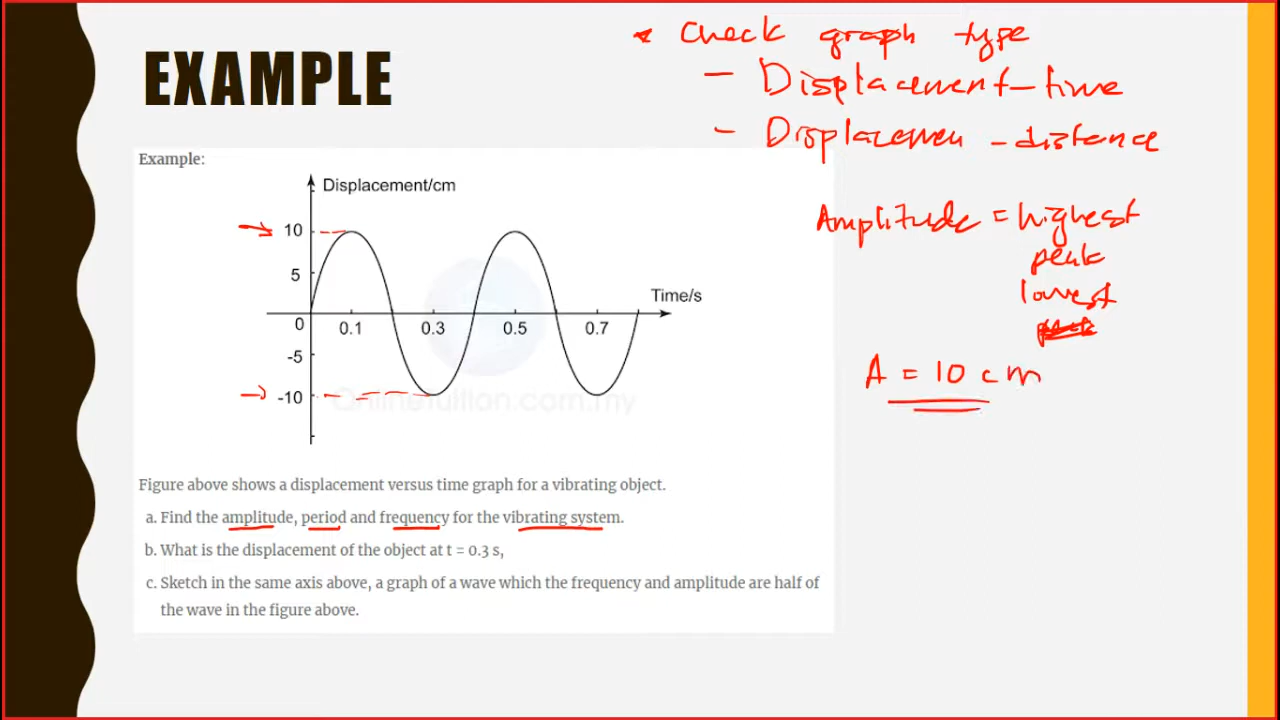 EXAMPLE
* Check graph type
- Displacement-time
- Displacemen - distance
Example:
Displacement/cm
10
5
0
-5
-10
0.1 0.3 0.5 0.7
Time/s
OnlineTuition.com.my
Amplitude = highest
peak
lowest
A = 10 cm
Figure above shows a displacement versus time graph for a vibrating object.
a. Find the amplitude, period and frequency for the vibrating system.
b. What is the displacement of the object at t = 0.3 s,
c. Sketch in the same axis above, a graph of a wave which the frequency and amplitude are half of
the wave in the figure above.